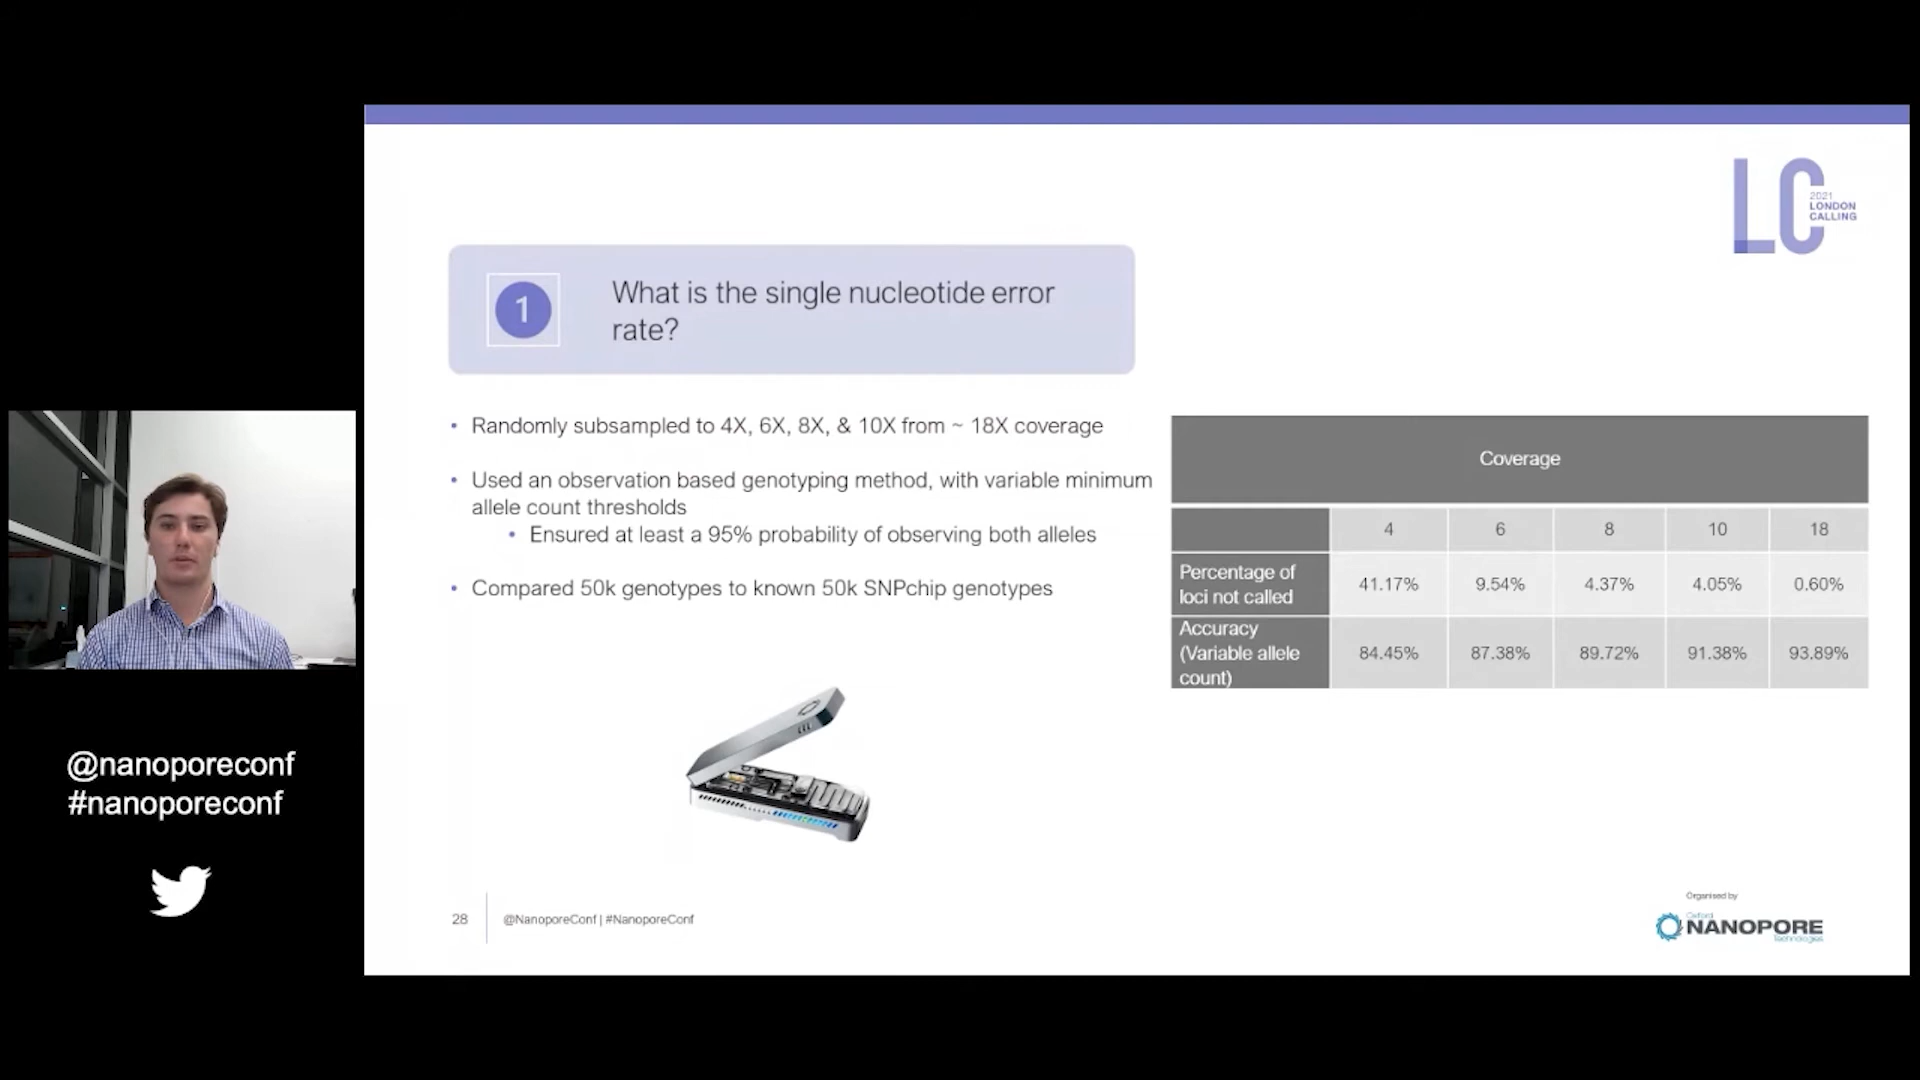 LC
2021
LONDON
CALLING
1
What is the single nucleotide error
rate?
• Randomly subsampled to 4X, 6X, 8X, & 10X from ~ 18X coverage
• Used an observation based genotyping method, with variable minimum
allele count thresholds
• Ensured at least a 95% probability of observing both alleles
• Compared 50k genotypes to known 50k SNPchip genotypes
Coverage
4 6 8 10 18
Percentage of
loci not called
41.17% 9.54% 4.37% 4.05% 0.60%
Accuracy
(Variable allele
count)
84.45% 87.38% 89.72% 91.38% 93.89%
@nanoporeconf
#nanoporeconf
28
@NanoporeConf | #NanoporeConf
Organised by
Oxford
NANOPORE
Technologies